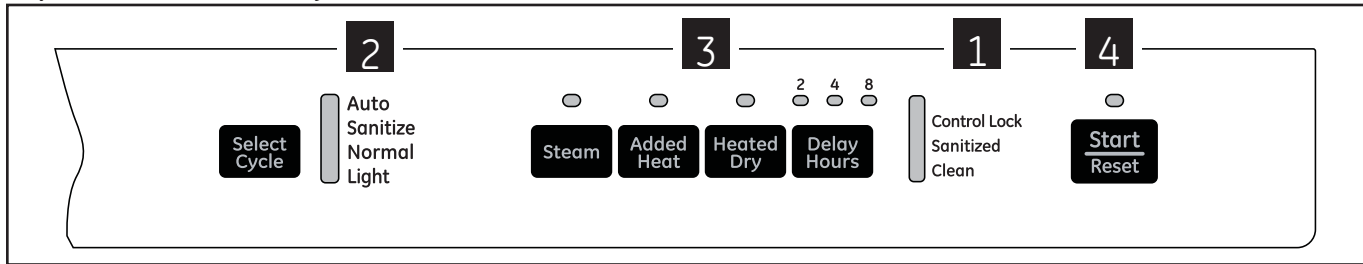 2
3
1
4
Select
Cycle
Auto
Sanitize
Normal
Light
Steam
Added
Heat
Heated
Dry
2 4 8
Delay
Hours
Control Lock
Sanitized
Clean
Start
Reset